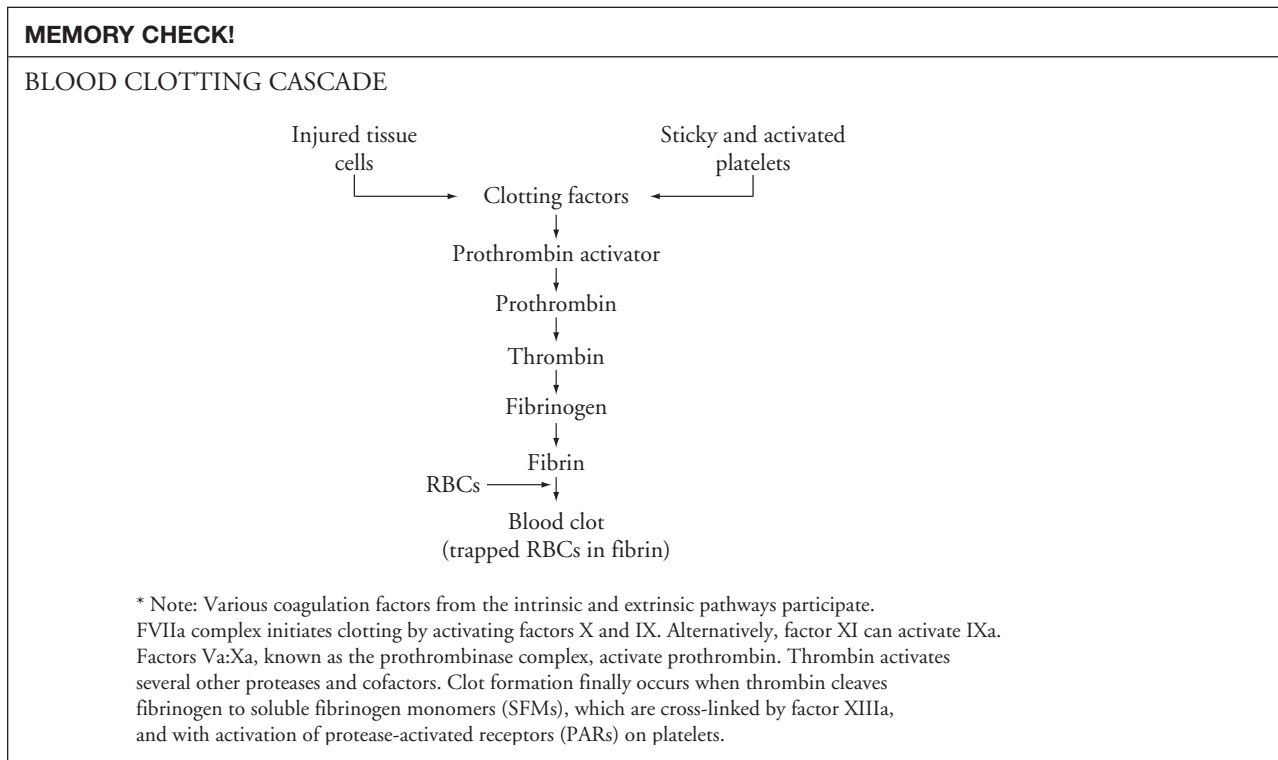 MEMORY CHECK!
BLOOD CLOTTING CASCADE
Injured tissue
cells
Sticky and activated
platelets
Clotting factors
Prothrombin activator
Prothrombin
Thrombin
Fibrinogen
Fibrin
RBCs
Blood clot
(trapped RBCs in fibrin)
* Note: Various coagulation factors from the intrinsic and extrinsic pathways participate.
FVIIa complex initiates clotting by activating factors X and IX. Alternatively, factor XI can activate IXa.
Factors Va:Xa, known as the prothrombinase complex, activate prothrombin. Thrombin activates
several other proteases and cofactors. Clot formation finally occurs when thrombin cleaves
fibrinogen to soluble fibrinogen monomers (SFMs), which are cross-linked by factor XIIIa,
and with activation of protease-activated receptors (PARs) on platelets.